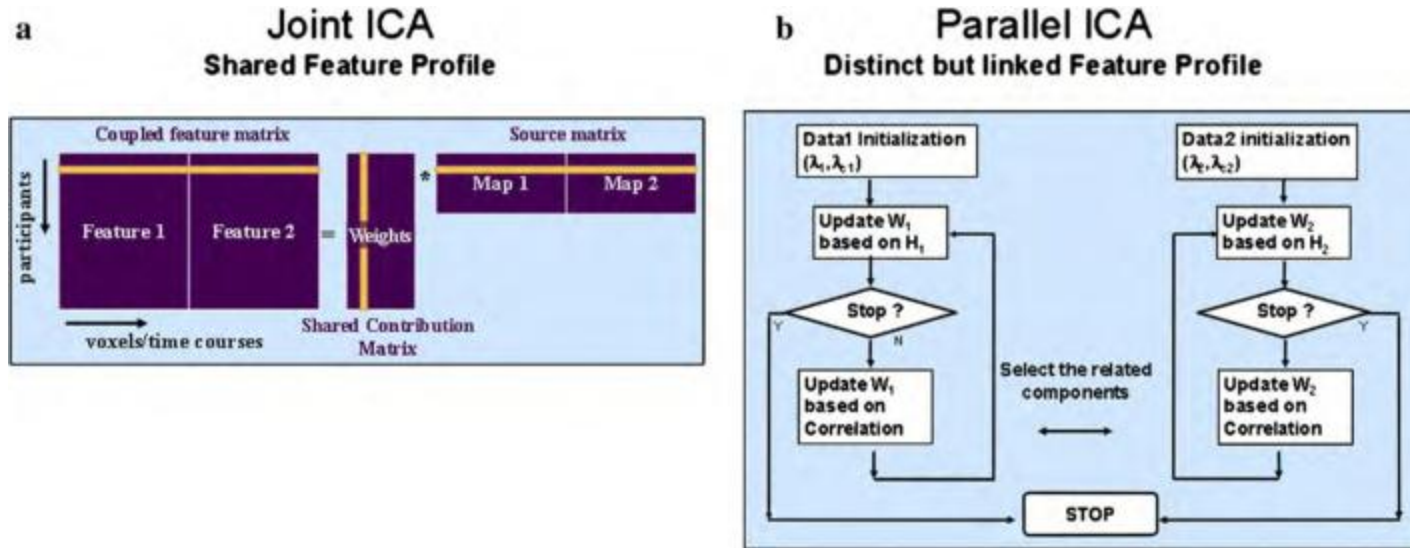 a
Joint ICA
Shared Feature Profile
Coupled feature matrix
Source matrix
participants
Feature 1
Feature 2
=
Weights
*
Map 1
Map 2
voxels/time courses
Shared Contribution
Matrix
b
Parallel ICA
Distinct but linked Feature Profile
Data1 Initialization
(λ₁,λc1)
Update W₁
based on H₁
Stop ?
Y
N
Update W₁
based on
Correlation
Select the related
components
Data2 initialization
Update W₂
based on H₂
Stop ?
Y
Update W₂
based on
Correlation
STOP